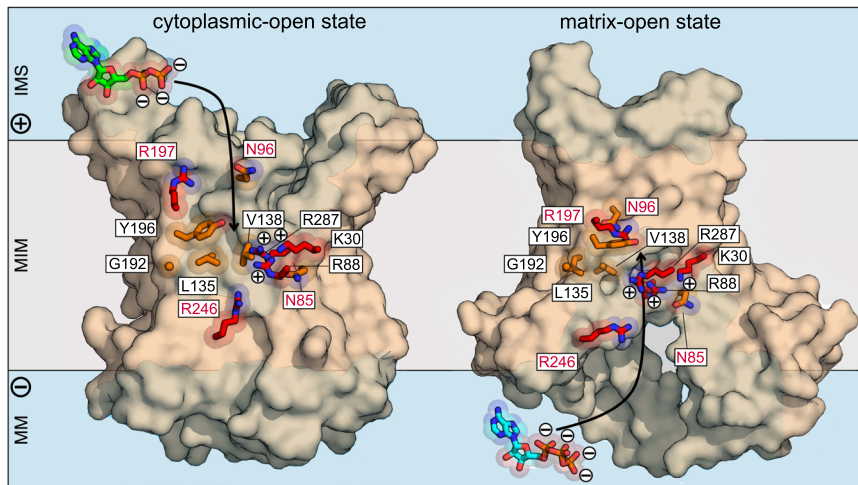 cytoplasmic-open state
matrix-open state
IMS
⊕
MIM
⊖
MM
⊖
⊖ ⊖
R197
N96
Y196
V138
R287
⊕ ⊕
K30
G192
⊕
R88
L135
R246
N85
N96
R197
Y196
V138
R287
G192
K30
L135
R88
⊕
⊕
⊕
R246
N85
⊖
⊖
⊖
⊖